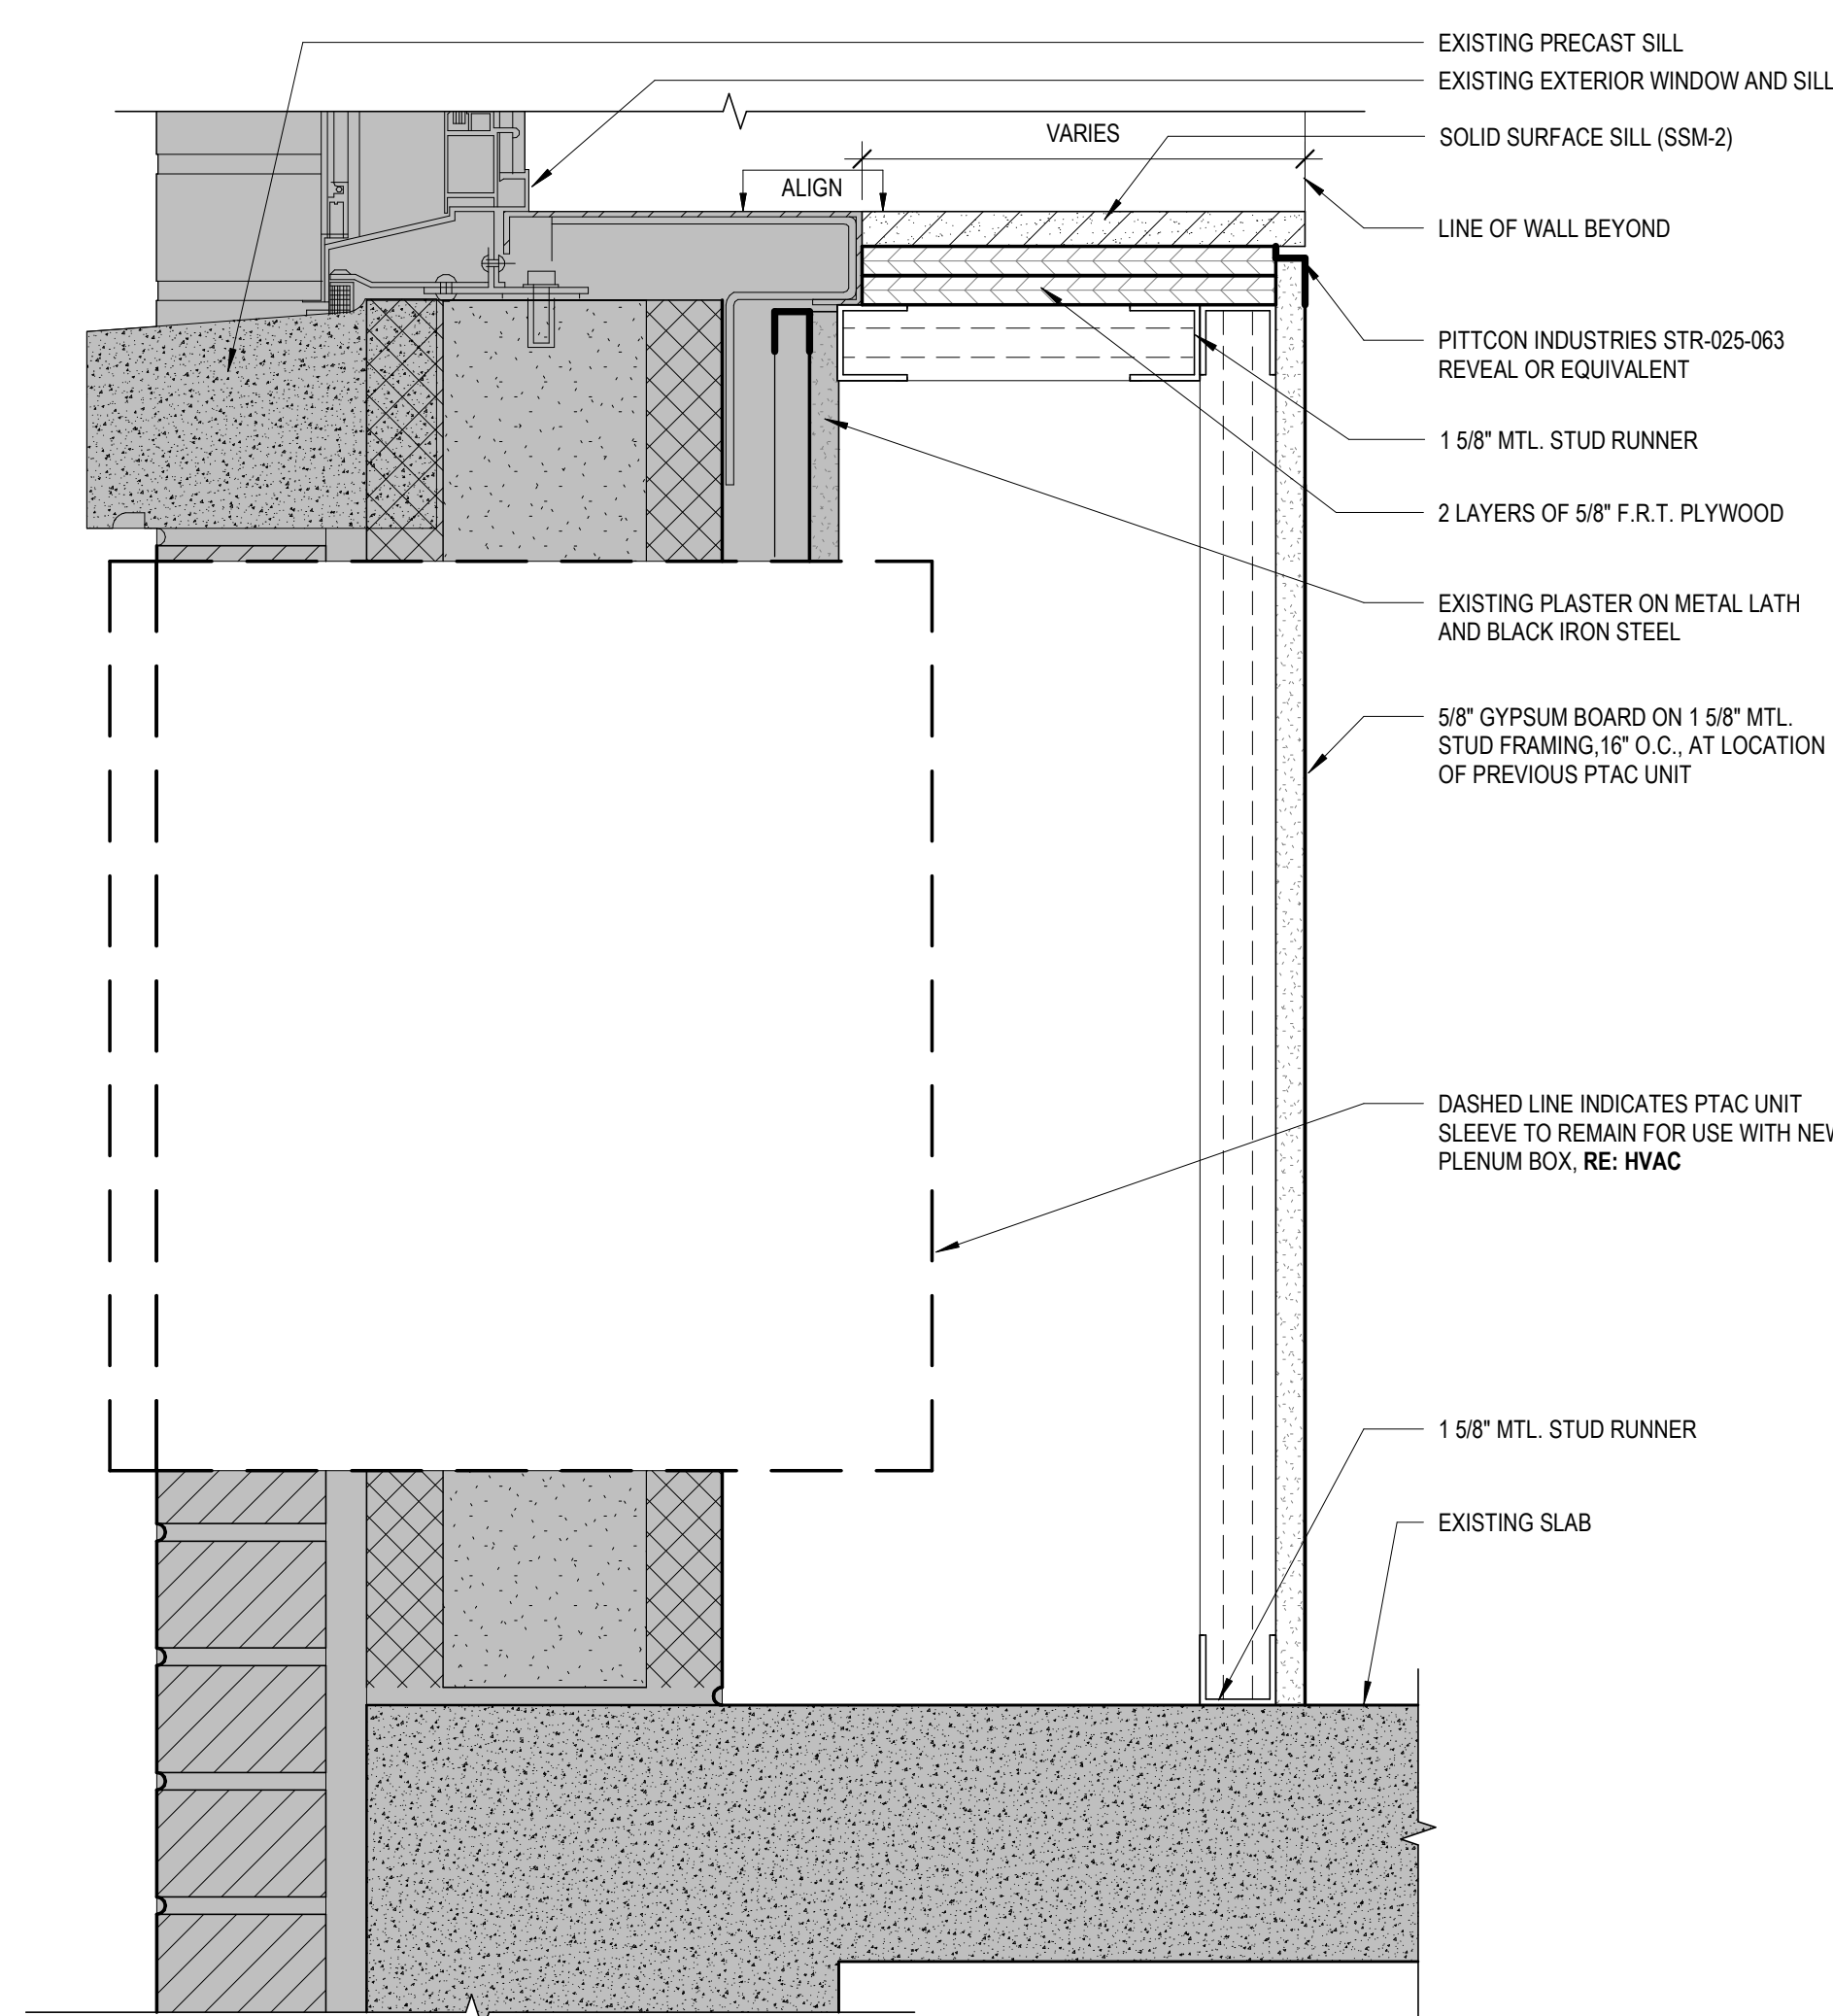 EXISTING PRECAST SILL
EXISTING EXTERIOR WINDOW AND SILL
VARIES
SOLID SURFACE SILL (SSM-2)
ALIGN
LINE OF WALL BEYOND
PITTCON INDUSTRIES STR-025-063
REVEAL OR EQUIVALENT
1 5/8" MTL. STUD RUNNER
2 LAYERS OF 5/8" F.R.T. PLYWOOD
EXISTING PLASTER ON METAL LATH
AND BLACK IRON STEEL
5/8" GYPSUM BOARD ON 1 5/8" MTL.
STUD FRAMING,16" O.C., AT LOCATION
OF PREVIOUS PTAC UNIT
DASHED LINE INDICATES PTAC UNIT
SLEEVE TO REMAIN FOR USE WITH NEW
PLENUM BOX, RE: HVAC
1 5/8" MTL. STUD RUNNER
EXISTING SLAB